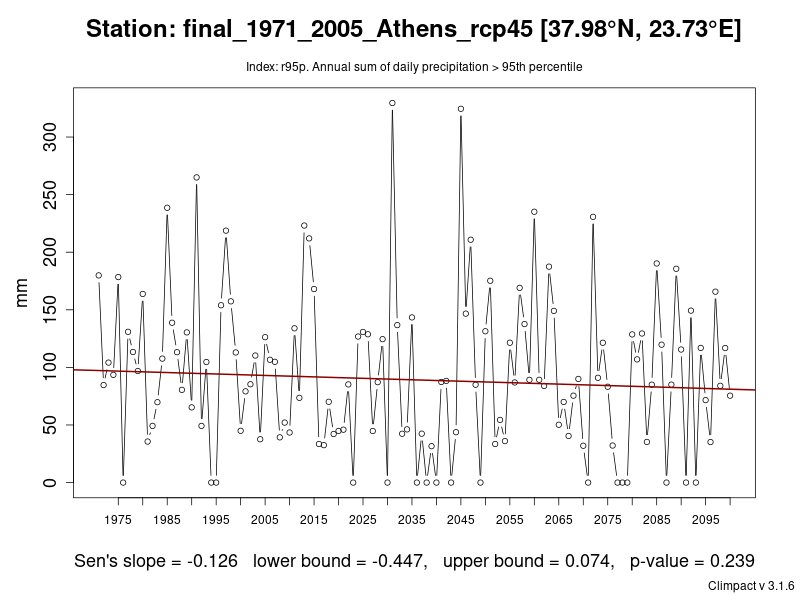 Station: final_1971_2005_Athens_rcp45 [37.98°N, 23.73°E]
Index: r95p. Annual sum of daily precipitation > 95th percentile
300
250
200
150
100
50
0
mm
1975 1985 1995 2005 2015 2025 2035 2045 2055 2065 2075 2085 2095
Sen's slope = -0.126 lower bound = -0.447, upper bound = 0.074, p-value = 0.239
Climpact v 3.1.6